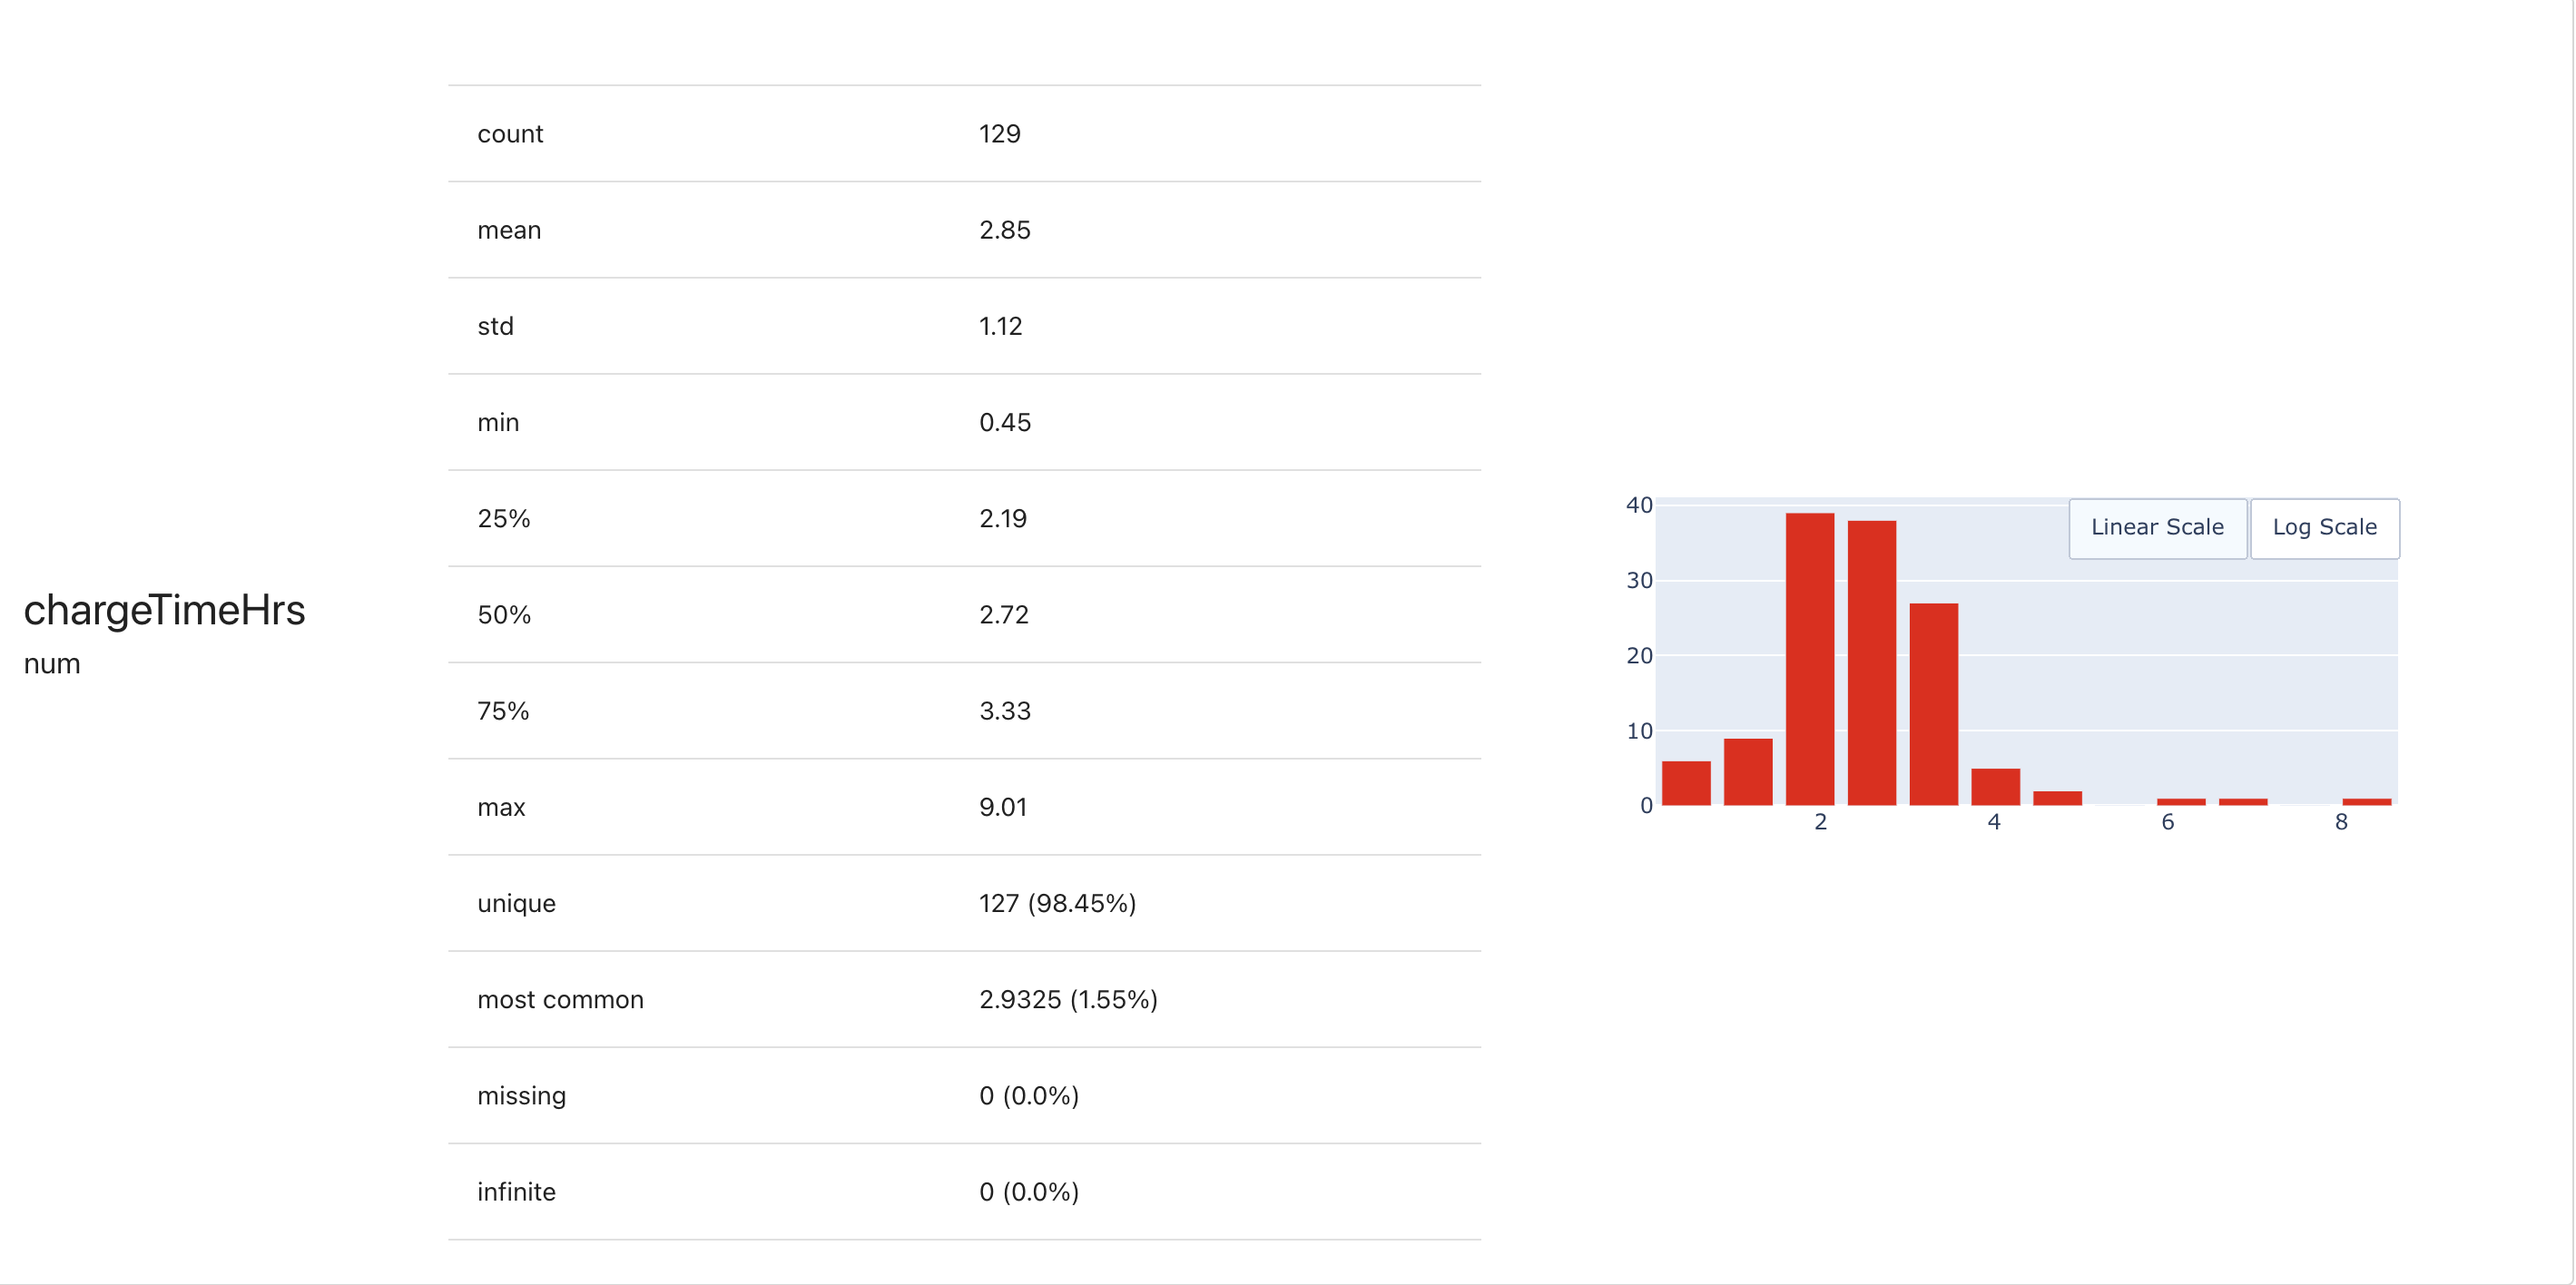 chargeTimeHrs
num
count 129
mean 2.85
std 1.12
min 0.45
25% 2.19
50% 2.72
75% 3.33
max 9.01
unique 127 (98.45%)
most common 2.9325 (1.55%)
missing 0 (0.0%)
infinite 0 (0.0%)
Linear Scale Log Scale
40
30
20
10
0
2 4 6 8